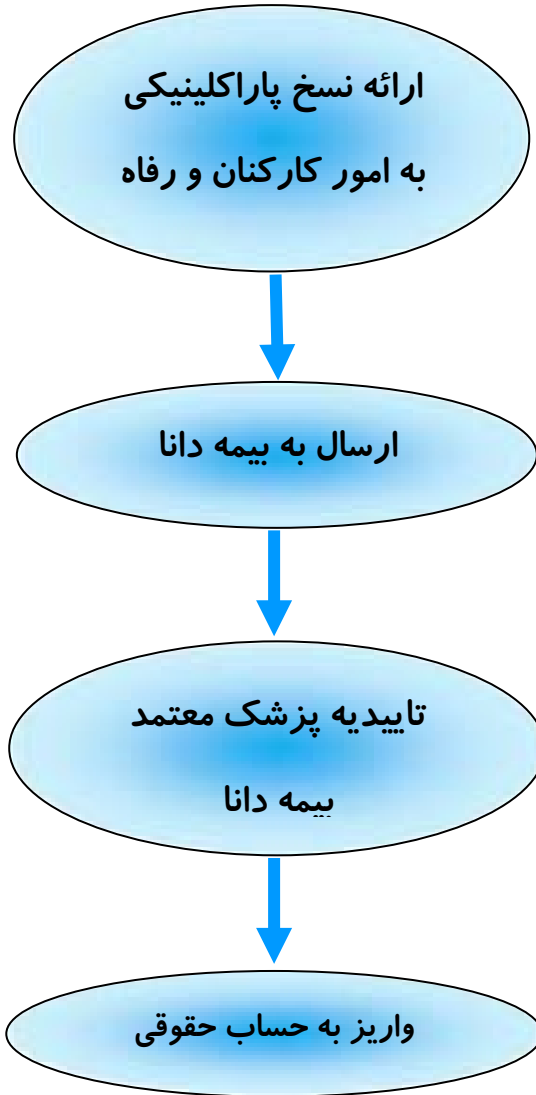 ارائه نسخ پاراکلینیکی
به امور کارکنان و رفاه
ارسال به بیمه دانا
تاییدیه پزشک معتمد
بیمه دانا
واریز به حساب حقوقی